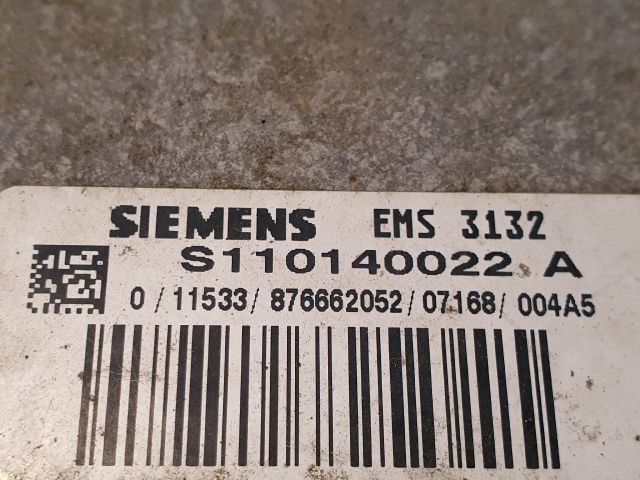 SIEMENS EMS 3132
S110140022 A
0 / 11533 / 876662052 / 07168 / 004A5